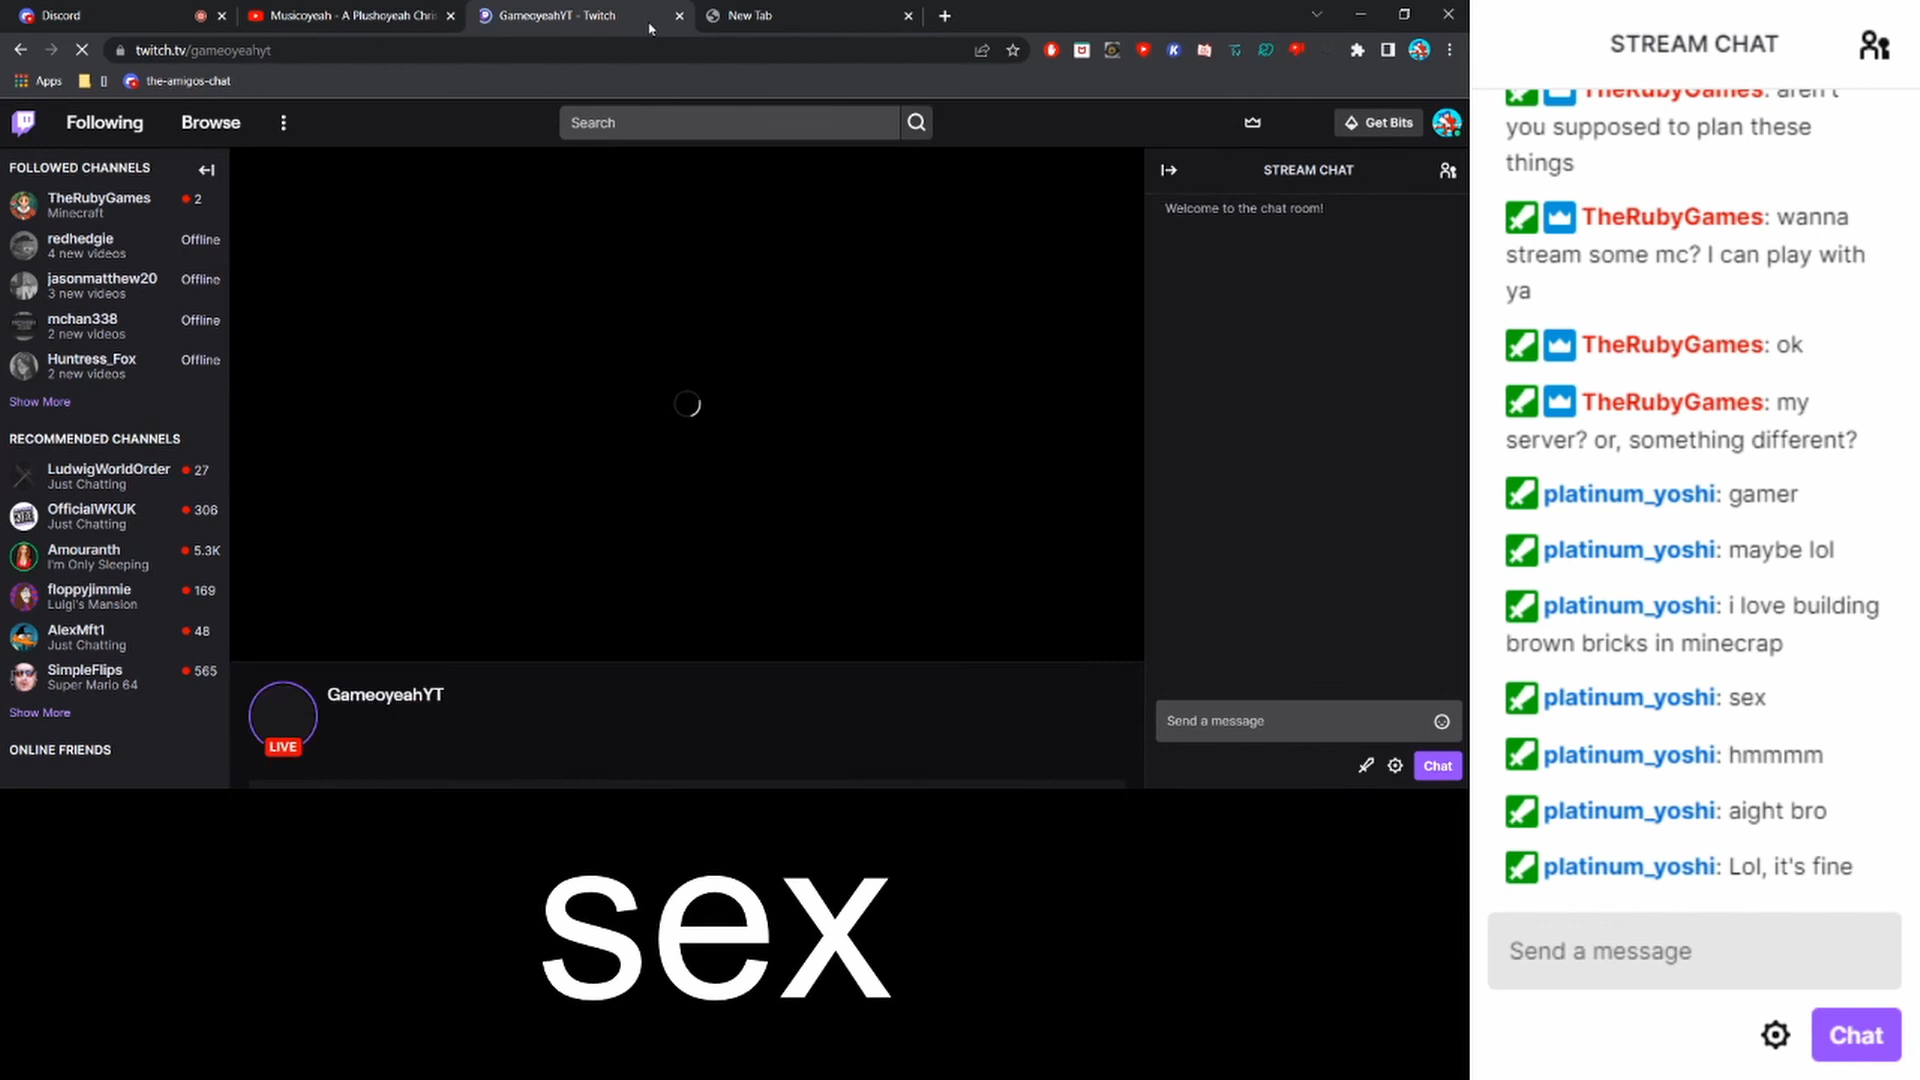 Discord
Musicoyeah - A Plushoyeah Chri
GameoyeahYT - Twitch
New Tab
twitch.tv/gameoyeahyt
Apps
[]
the-amigos-chat
Following
Browse
Search
Get Bits
FOLLOWED CHANNELS
TheRubyGames
2
Minecraft
redhedgie
Offline
4 new videos
jasonmatthew20
Offline
3 new videos
mchan338
Offline
2 new videos
Huntress_Fox
Offline
2 new videos
Show More
RECOMMENDED CHANNELS
LudwigWorldOrder
27
Just Chatting
OfficialWKUK
306
Just Chatting
Amouranth
5.3K
I'm Only Sleeping
floppyjimmie
169
Luigi's Mansion
AlexMft1
48
Just Chatting
SimpleFlips
565
Super Mario 64
Show More
ONLINE FRIENDS
GameoyeahYT
LIVE
STREAM CHAT
Welcome to the chat room!
Send a message
Chat
sex
STREAM CHAT
TheRubyGames: aren't
you supposed to plan these
things
TheRubyGames: wanna
stream some mc? I can play with
ya
TheRubyGames: ok
TheRubyGames: my
server? or, something different?
platinum_yoshi: gamer
platinum_yoshi: maybe lol
platinum_yoshi: i love building
brown bricks in minecrap
platinum_yoshi: sex
platinum_yoshi: hmmmm
platinum_yoshi: aight bro
platinum_yoshi: Lol, it's fine
Send a message
Chat